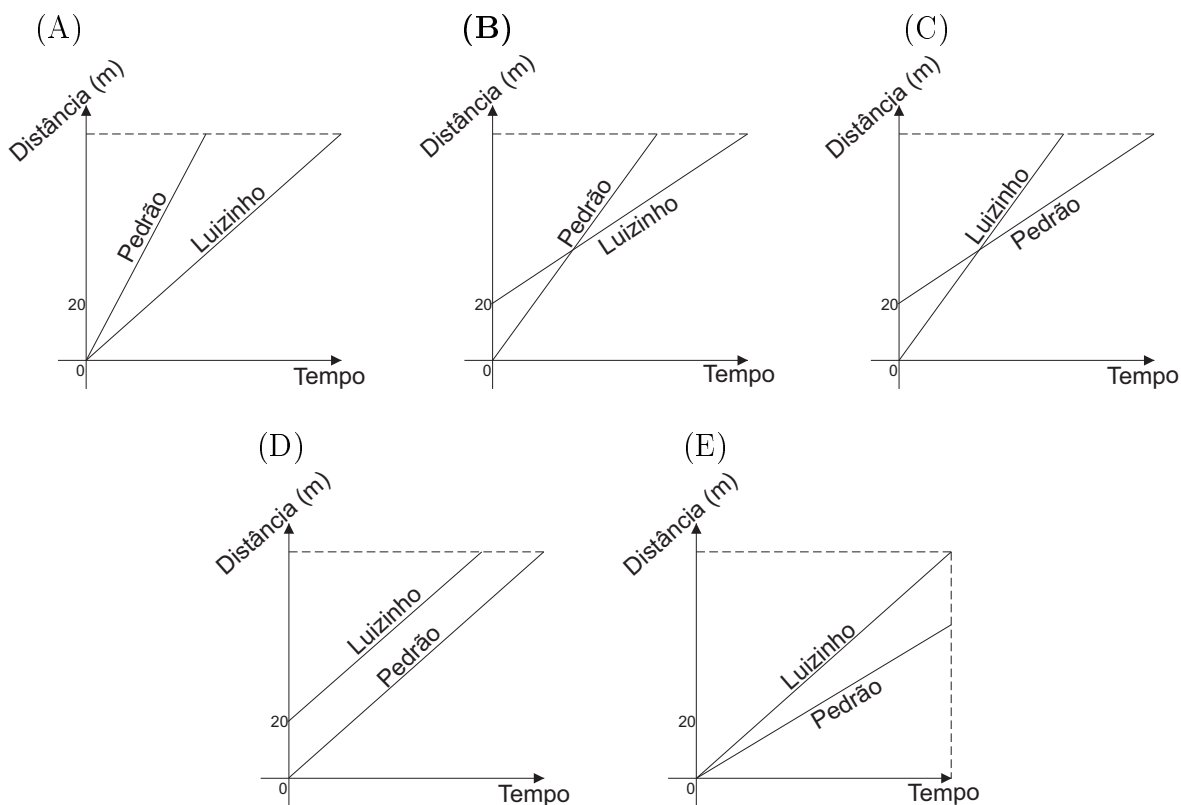 (A)
Distância (m)
Pedrão
Luizinho
20
0
Tempo
(B)
Distância (m)
Pedrão
Luizinho
20
0
Tempo
(C)
Distância (m)
Luizinho
Pedrão
20
0
Tempo
(D)
Distância (m)
Luizinho
Pedrão
20
0
Tempo
(E)
Distância (m)
Luizinho
Pedrão
20
0
Tempo